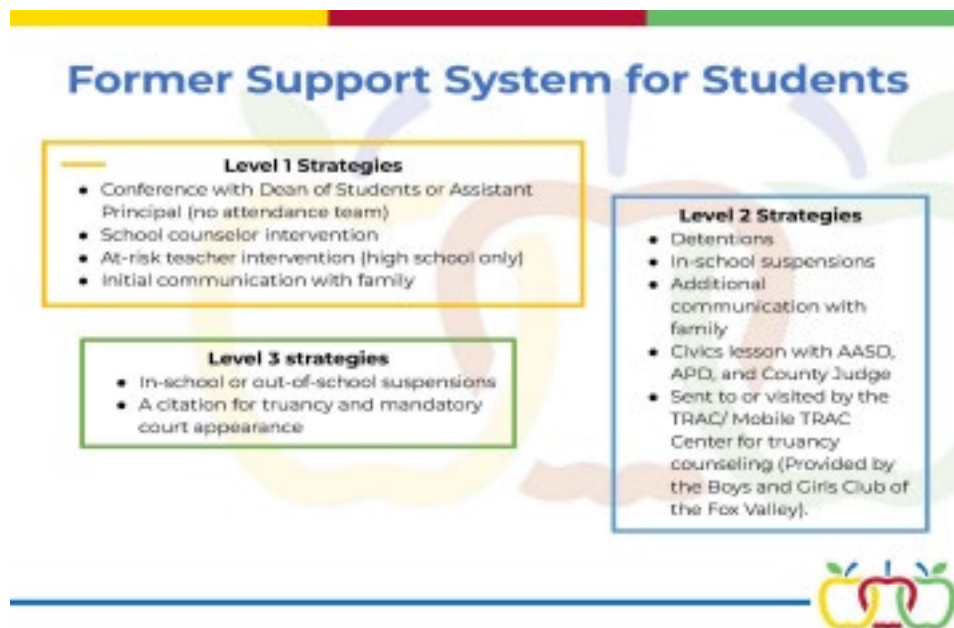 Former Support System for Students
Level 1 Strategies
● Conference with Dean of Students or Assistant
Principal (no attendance team)
● School counselor intervention
● At-risk teacher intervention (high school only)
● Initial communication with family
Level 2 Strategies
● Detentions
● In-school suspensions
● Additional
communication with
family
● Civics lesson with AASD,
APD, and County Judge
● Sent to or visited by the
TRAC/ Mobile TRAC
Center for truancy
counseling (Provided by
the Boys and Girls Club of
the Fox Valley).
Level 3 strategies
● In-school or out-of-school suspensions
● A citation for truancy and mandatory
court appearance